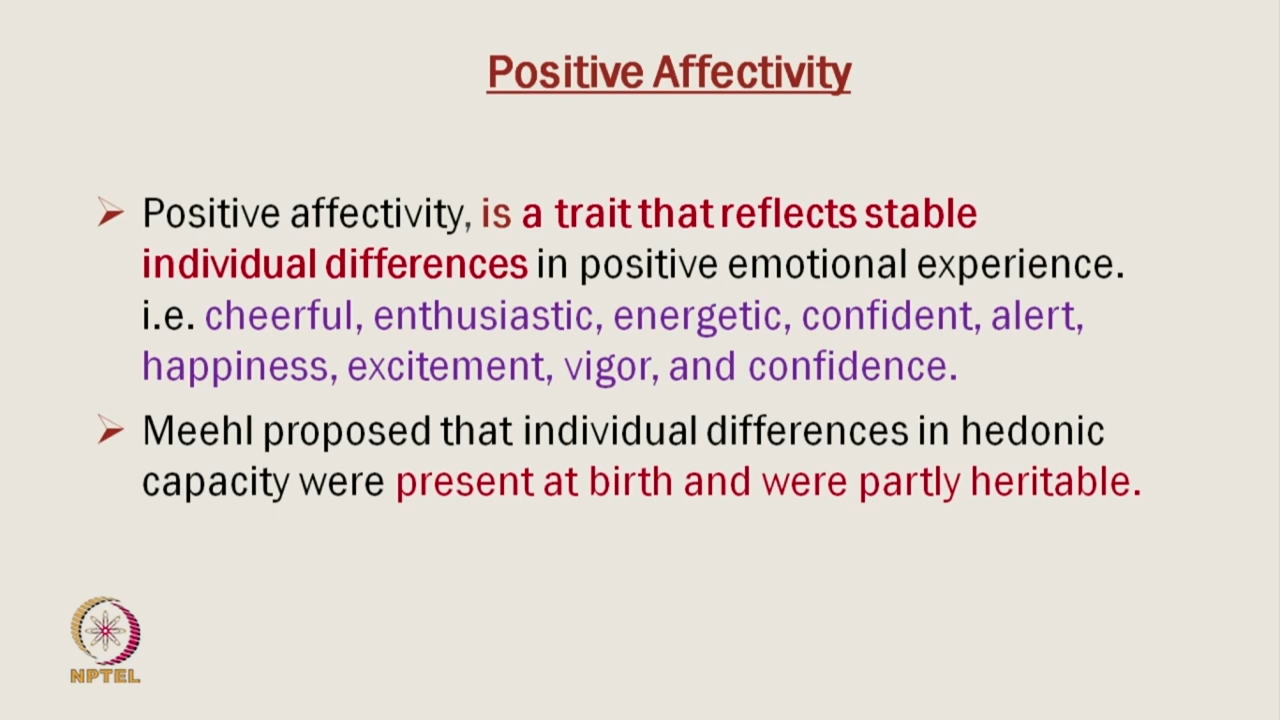 Positive Affectivity
Positive affectivity, is a trait that reflects stable
individual differences in positive emotional experience.
i.e. cheerful, enthusiastic, energetic, confident, alert,
happiness, excitement, vigor, and confidence.
Meehl proposed that individual differences in hedonic
capacity were present at birth and were partly heritable.
NPTEL